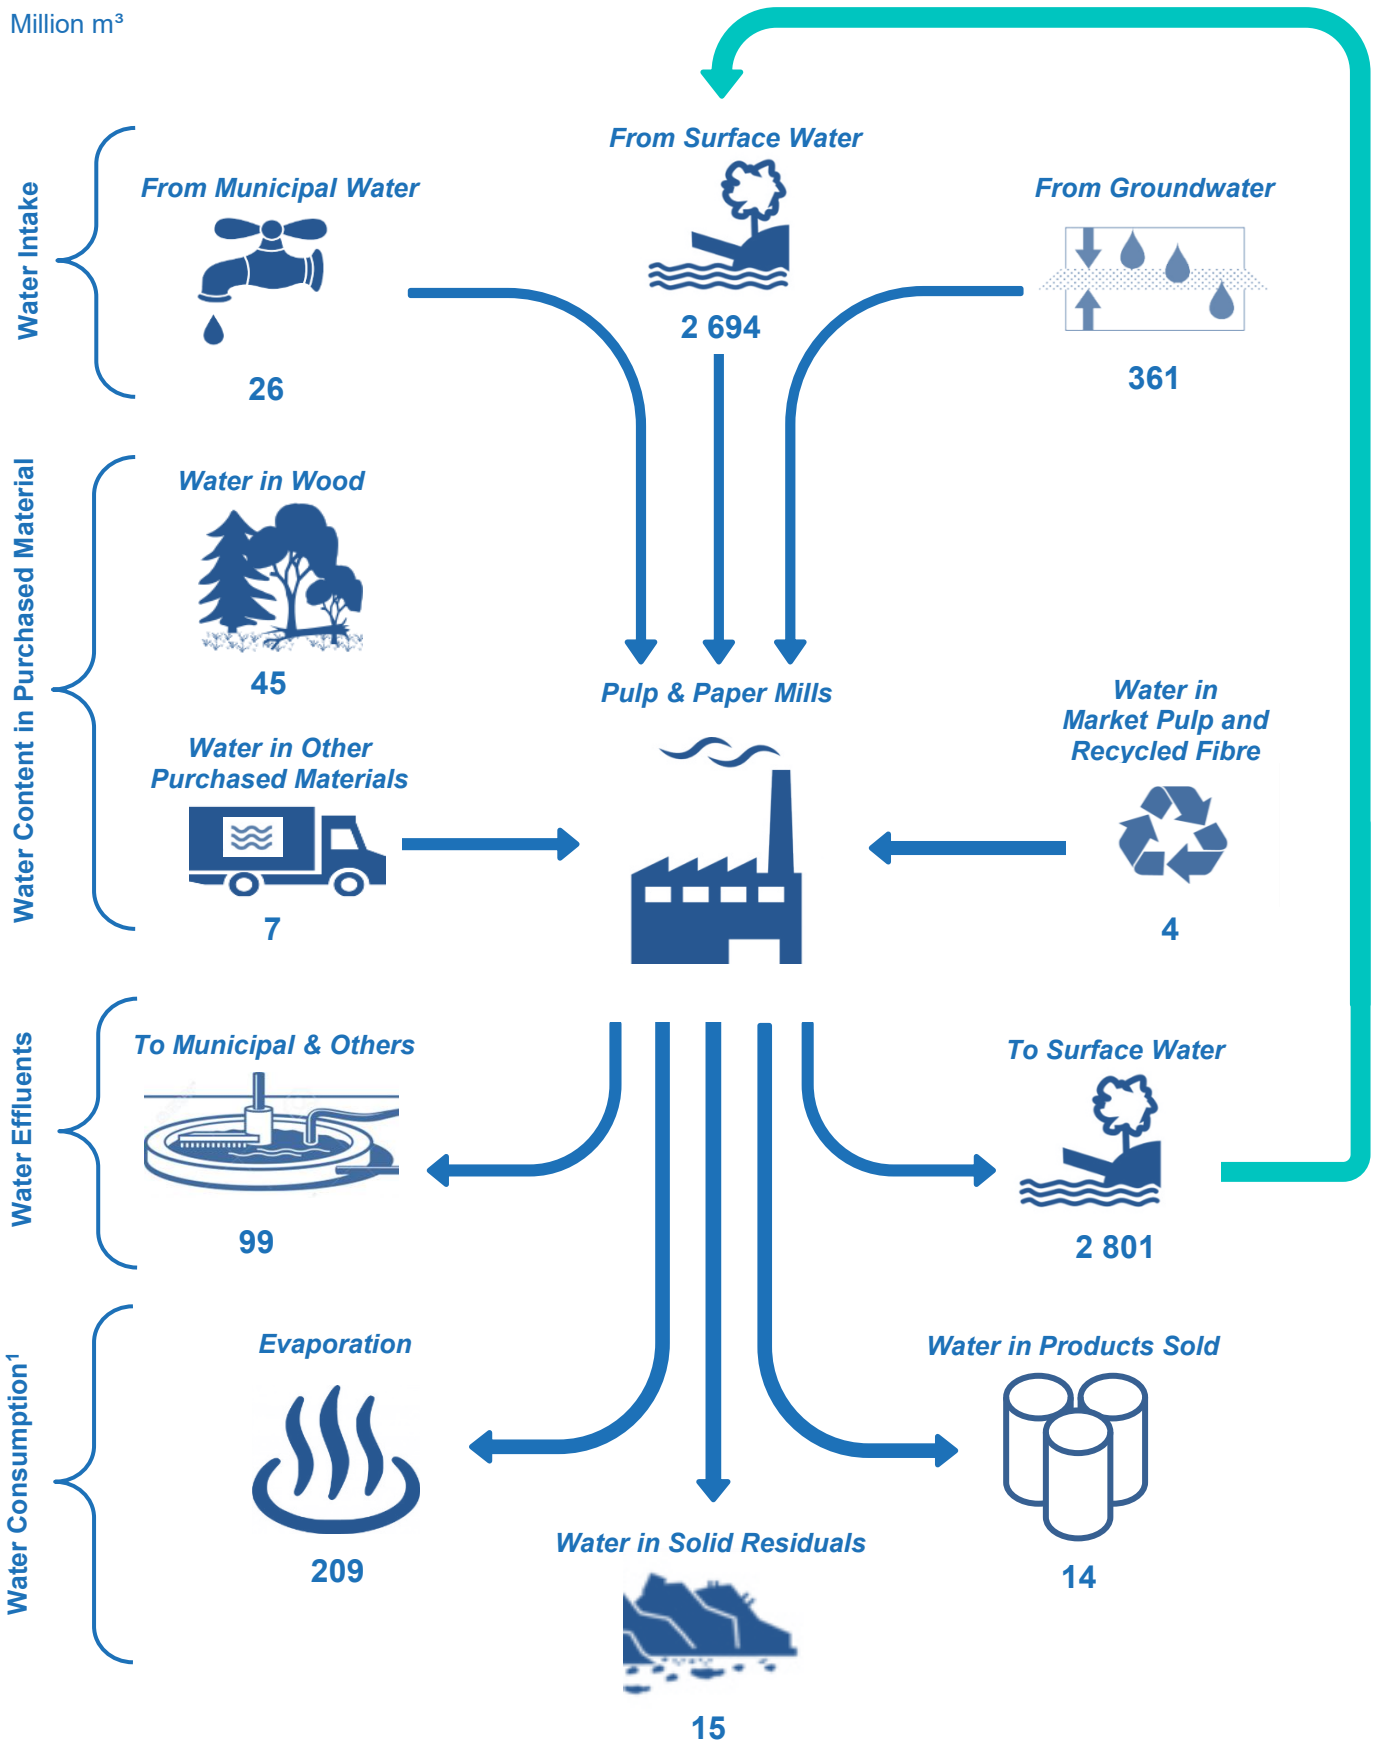 Million m³
Water Intake
From Municipal Water
26
From Surface Water
2 694
From Groundwater
361
Water Content in Purchased Material
Water in Wood
45
Water in Other
Purchased Materials
7
Pulp & Paper Mills
Water in
Market Pulp and
Recycled Fibre
4
Water Effluents
To Municipal & Others
99
To Surface Water
2 801
Water Consumption¹
Evaporation
209
Water in Solid Residuals
15
Water in Products Sold
14